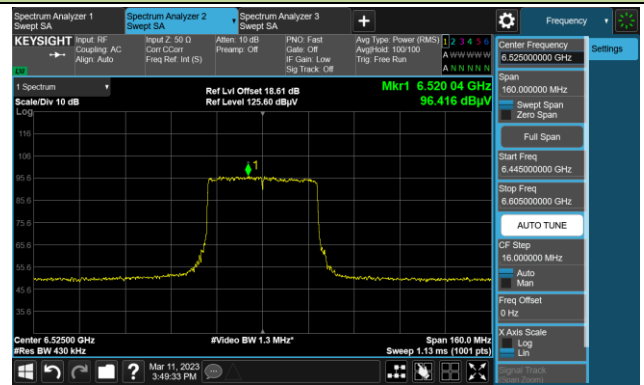 Spectrum Analyzer 1
Swept SA
Spectrum Analyzer 2
Swept SA
Spectrum Analyzer 3
Swept SA
+
Frequency
KEYSIGHT
Input: RF
Coupling: AC
Align: Auto
Input Z: 50 Ω
Corr CCorr
Freq Ref: Int (S)
Atten: 10 dB
Preamp: Off
PNO: Fast
Gate: Off
IF Gain: Low
Sig Track: Off
Avg Type: Power (RMS)
Avg|Hold: 100/100
Trig: Free Run
1 2 3 4 5 6
A W W W W W
A N N N N N
LW
1 Spectrum
Scale/Div 10 dB
Log
Ref Lvl Offset 18.61 dB
Ref Level 125.60 dBµV
Mkr1 6.520 04 GHz
96.416 dBµV
116
106
95.6
85.6
75.6
65.6
55.6
45.6
35.6
1
Center 6.52500 GHz
#Res BW 430 kHz
#Video BW 1.3 MHz*
Span 160.0 MHz
Sweep 1.13 ms (1001 pts)
Mar 11, 2023
3:49:33 PM
?
Center Frequency
6.525000000 GHz
Settings
Span
160.000000 MHz
Swept Span
Zero Span
Full Span
Start Freq
6.445000000 GHz
Stop Freq
6.605000000 GHz
AUTO TUNE
CF Step
16.000000 MHz
Auto
Man
Freq Offset
0 Hz
X Axis Scale
Log
Lin
Signal Track
(Span Zoom)